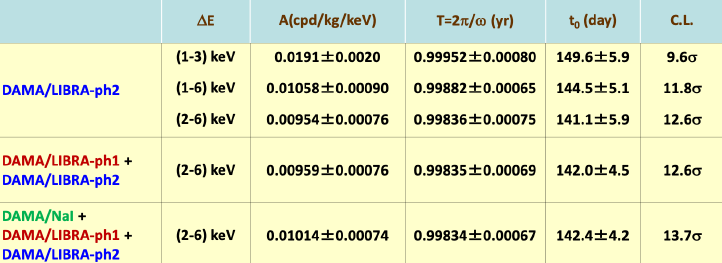 ΔE A(cpd/kg/keV) T=2π/ω (yr) t₀ (day) C.L.
DAMA/LIBRA-ph2
(1-3) keV 0.0191±0.0020 0.99952±0.00080 149.6±5.9 9.6σ
(1-6) keV 0.01058±0.00090 0.99882±0.00065 144.5±5.1 11.8σ
(2-6) keV 0.00954±0.00076 0.99836±0.00075 141.1±5.9 12.6σ
DAMA/LIBRA-ph1 +
DAMA/LIBRA-ph2
(2-6) keV 0.00959±0.00076 0.99835±0.00069 142.0±4.5 12.6σ
DAMA/NaI +
DAMA/LIBRA-ph1 +
DAMA/LIBRA-ph2
(2-6) keV 0.01014±0.00074 0.99834±0.00067 142.4±4.2 13.7σ